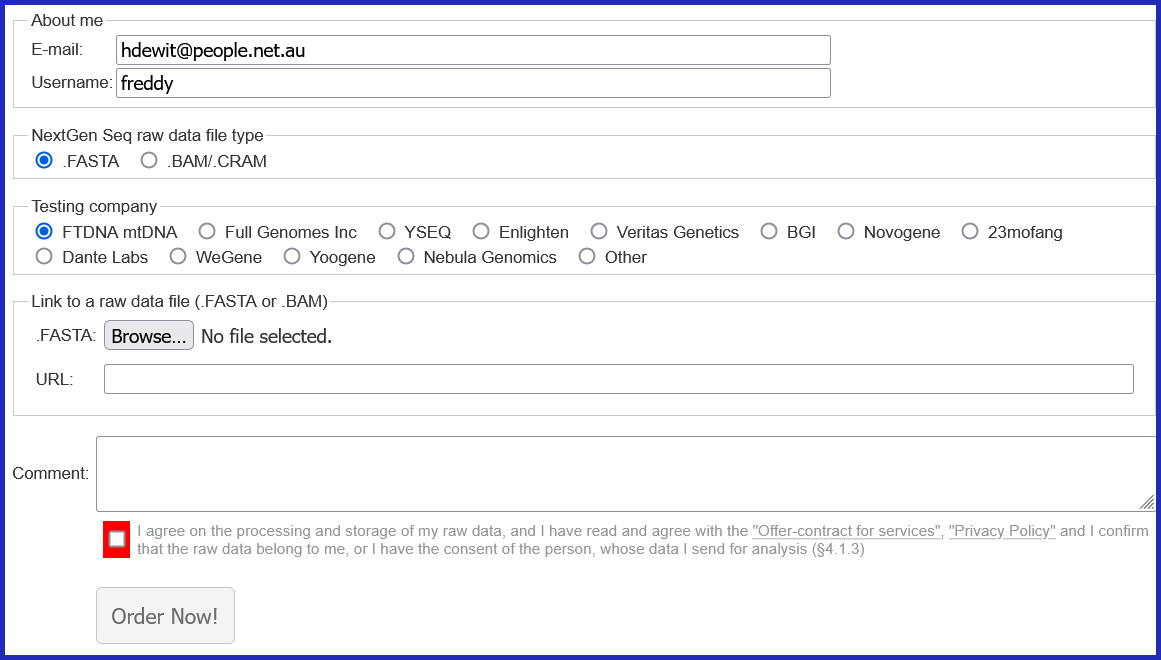 About me
E-mail: hdewit@people.net.au
Username: freddy
NextGen Seq raw data file type
.FASTA .BAM/.CRAM
Testing company
FTDNA mtDNA Full Genomes Inc YSEQ Enlighten Veritas Genetics BGI Novogene 23mofang
Dante Labs WeGene Yoogene Nebula Genomics Other
Link to a raw data file (.FASTA or .BAM)
.FASTA: Browse... No file selected.
URL:
Comment:
I agree on the processing and storage of my raw data, and I have read and agree with the "Offer-contract for services", "Privacy Policy" and I confirm
that the raw data belong to me, or I have the consent of the person, whose data I send for analysis (§4.1.3)
Order Now!